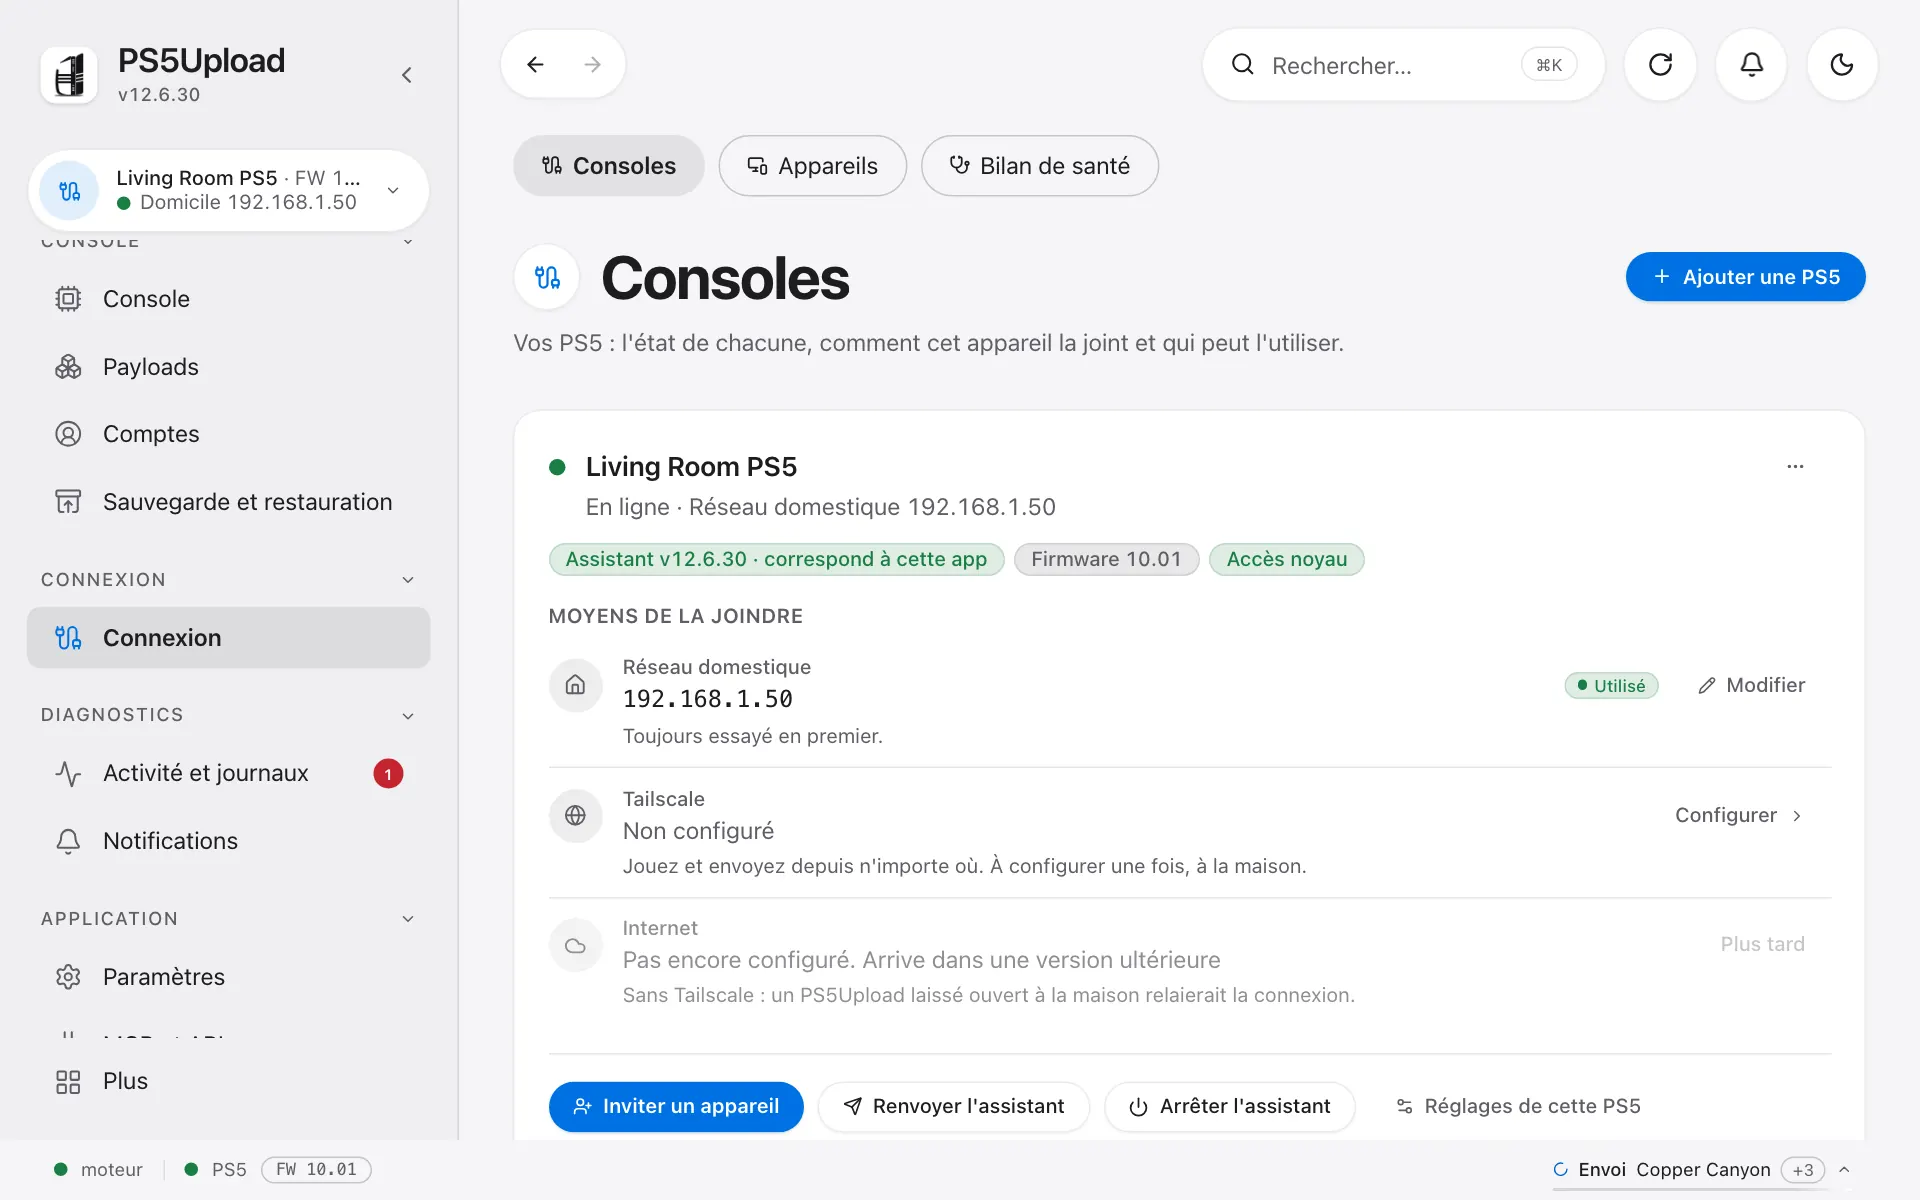 PS5Upload
v12.6.30
Living Room PS5 · FW 1...
Domicile 192.168.1.50
CONSOLE
Console
Payloads
Comptes
Sauvegarde et restauration
CONNEXION
Connexion
DIAGNOSTICS
Activité et journaux
1
Notifications
APPLICATION
Paramètres
Plus
Rechercher...
⌘K
Consoles
Appareils
Bilan de santé
Consoles
Ajouter une PS5
Vos PS5 : l'état de chacune, comment cet appareil la joint et qui peut l'utiliser.
Living Room PS5
En ligne · Réseau domestique 192.168.1.50
Assistant v12.6.30 · correspond à cette app
Firmware 10.01
Accès noyau
MOYENS DE LA JOINDRE
Réseau domestique
192.168.1.50
Toujours essayé en premier.
Utilisé
Modifier
Tailscale
Non configuré
Jouez et envoyez depuis n'importe où. À configurer une fois, à la maison.
Configurer
Internet
Pas encore configuré. Arrive dans une version ultérieure
Sans Tailscale : un PS5Upload laissé ouvert à la maison relaierait la connexion.
Plus tard
Inviter un appareil
Renvoyer l'assistant
Arrêter l'assistant
Réglages de cette PS5
moteur
PS5
FW 10.01
Envoi Copper Canyon +3